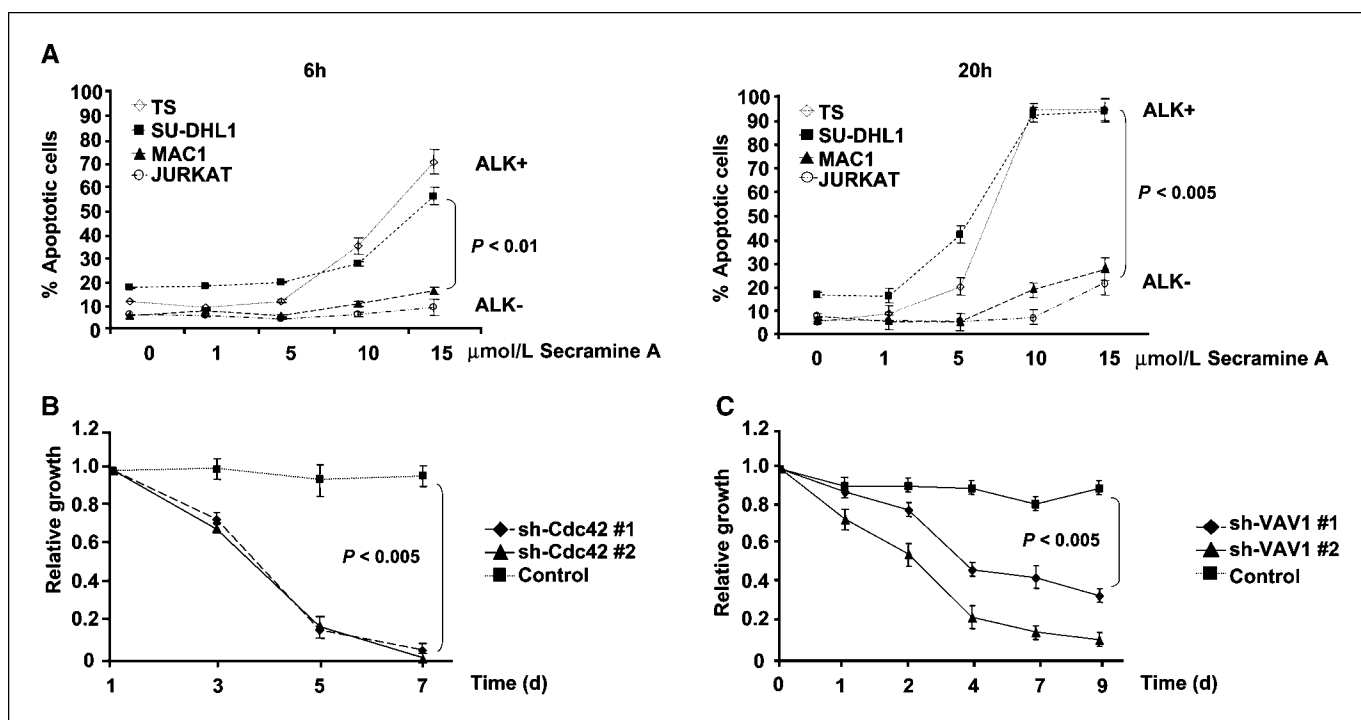 A
6h
% Apoptotic cells
100
90
80
70
60
50
40
30
20
10
0
TS
SU-DHL1
MAC1
JURKAT
ALK+
P < 0.01
ALK-
0 1 5 10 15 μmol/L Secramine A
20h
% Apoptotic cells
100
90
80
70
60
50
40
30
20
10
0
TS
SU-DHL1
MAC1
JURKAT
ALK+
P < 0.005
ALK-
0 1 5 10 15 μmol/L Secramine A
B
Relative growth
1.2
1.0
0.8
0.6
0.4
0.2
0
sh-Cdc42 #1
sh-Cdc42 #2
Control
P < 0.005
1 3 5 7 Time (d)
C
Relative growth
1.2
1.0
0.8
0.6
0.4
0.2
0
P < 0.005
sh-VAV1 #1
sh-VAV1 #2
Control
0 1 2 4 7 9 Time (d)